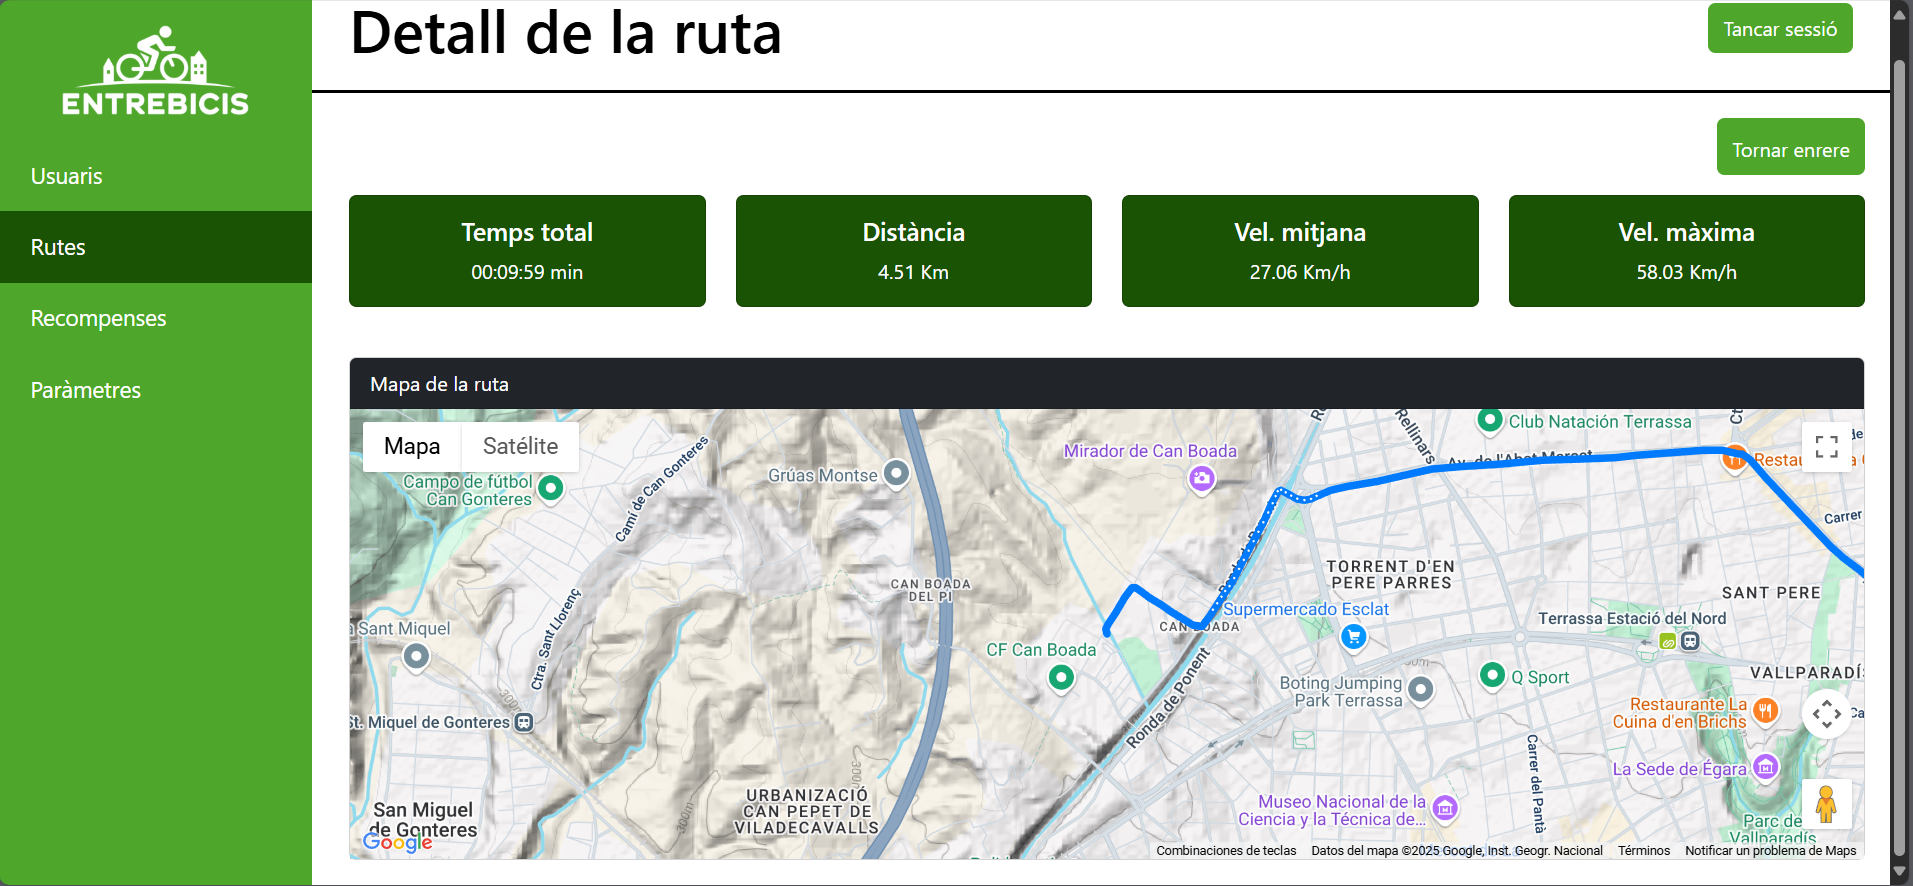 ENTREBICIS
Usuaris
Rutes
Recompenses
Paràmetres
Detall de la ruta
Tancar sessió
Tornar enrere
Temps total
00:09:59 min
Distància
4.51 Km
Vel. mitjana
27.06 Km/h
Vel. màxima
58.03 Km/h
Mapa de la ruta
Mapa
Satélite
Campo de fútbol
Can Gonteres
Camí de Can Gonteres
Grúas Montse
Mirador de Can Boada
Rellinars
Club Natación Terrassa
Av. de l'Abat Marcet
Carrer
CAN BOADA
DEL PI
TORRENT D'EN
PERE PARRES
SANT PERE
Supermercado Esclat
CAN BOADA
Terrassa Estació del Nord
Sant Miquel
Ctra. Sant Llorenç
CF Can Boada
Ronda de Ponent
Boting Jumping
Park Terrassa
Q Sport
VALLPARADÍS
Restaurante La
Cuina d'en Brichs
St. Miquel de Gonteres
300m
300m
La Sede de Égara
Carrer del Pantà
URBANIZACIÓ
CAN PEPET DE
VILADECAVALLS
Museo Nacional de la
Ciencia y la Técnica de...
San Miguel
de Gonteres
Parc de
Vallparadís
Google
Combinaciones de teclas
Datos del mapa ©2025 Google, Inst. Geogr. Nacional
Términos
Notificar un problema de Maps